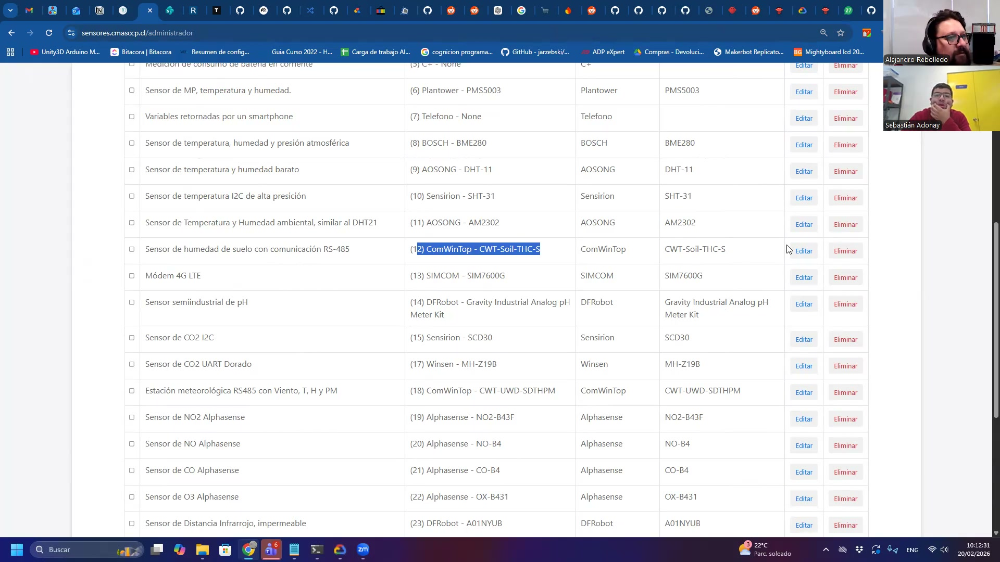 27
sensores.cmasccp.cl/administrador
Unity3D Arduino M...
Bitacora | Bitacora
Resumen de config...
Guia Curso 2022 - H...
Carga de trabajo Al...
cognicion programa...
GitHub - jarzebski/...
ADP eXpert
Compras - Devoluci...
Makerbot Replicato...
Mightyboard lcd 20...
Alejandro Rebolledo
Sebastián Adonay
Medición de consumo de batería en corriente (5) C+ - None C+ Editar Eliminar
Sensor de MP, temperatura y humedad. (6) Plantower - PMS5003 Plantower PMS5003 Editar Eliminar
Variables retornadas por un smartphone (7) Telefono - None Telefono Editar Eliminar
Sensor de temperatura, humedad y presión atmosférica (8) BOSCH - BME280 BOSCH BME280 Editar Eliminar
Sensor de temperatura y humedad barato (9) AOSONG - DHT-11 AOSONG DHT-11 Editar Eliminar
Sensor de temperatura I2C de alta presición (10) Sensirion - SHT-31 Sensirion SHT-31 Editar Eliminar
Sensor de Temperatura y Humedad ambiental, similar al DHT21 (11) AOSONG - AM2302 AOSONG AM2302 Editar Eliminar
Sensor de humedad de suelo con comunicación RS-485 (12) ComWinTop - CWT-Soil-THC-S ComWinTop CWT-Soil-THC-S Editar Eliminar
Módem 4G LTE (13) SIMCOM - SIM7600G SIMCOM SIM7600G Editar Eliminar
Sensor semiindustrial de pH (14) DFRobot - Gravity Industrial Analog pH Meter Kit DFRobot Gravity Industrial Analog pH Meter Kit Editar Eliminar
Sensor de CO2 I2C (15) Sensirion - SCD30 Sensirion SCD30 Editar Eliminar
Sensor de CO2 UART Dorado (17) Winsen - MH-Z19B Winsen MH-Z19B Editar Eliminar
Estación meteorológica RS485 con Viento, T, H y PM (18) ComWinTop - CWT-UWD-SDTHPM ComWinTop CWT-UWD-SDTHPM Editar Eliminar
Sensor de NO2 Alphasense (19) Alphasense - NO2-B43F Alphasense NO2-B43F Editar Eliminar
Sensor de NO Alphasense (20) Alphasense - NO-B4 Alphasense NO-B4 Editar Eliminar
Sensor de CO Alphasense (21) Alphasense - CO-B4 Alphasense CO-B4 Editar Eliminar
Sensor de O3 Alphasense (22) Alphasense - OX-B431 Alphasense OX-B431 Editar Eliminar
Sensor de Distancia Infrarrojo, impermeable (23) DFRobot - A01NYUB DFRobot A01NYUB Editar Eliminar
Buscar
6
zm
3
22°C
Parc. soleado
ENG
10:12:31
20/02/2026